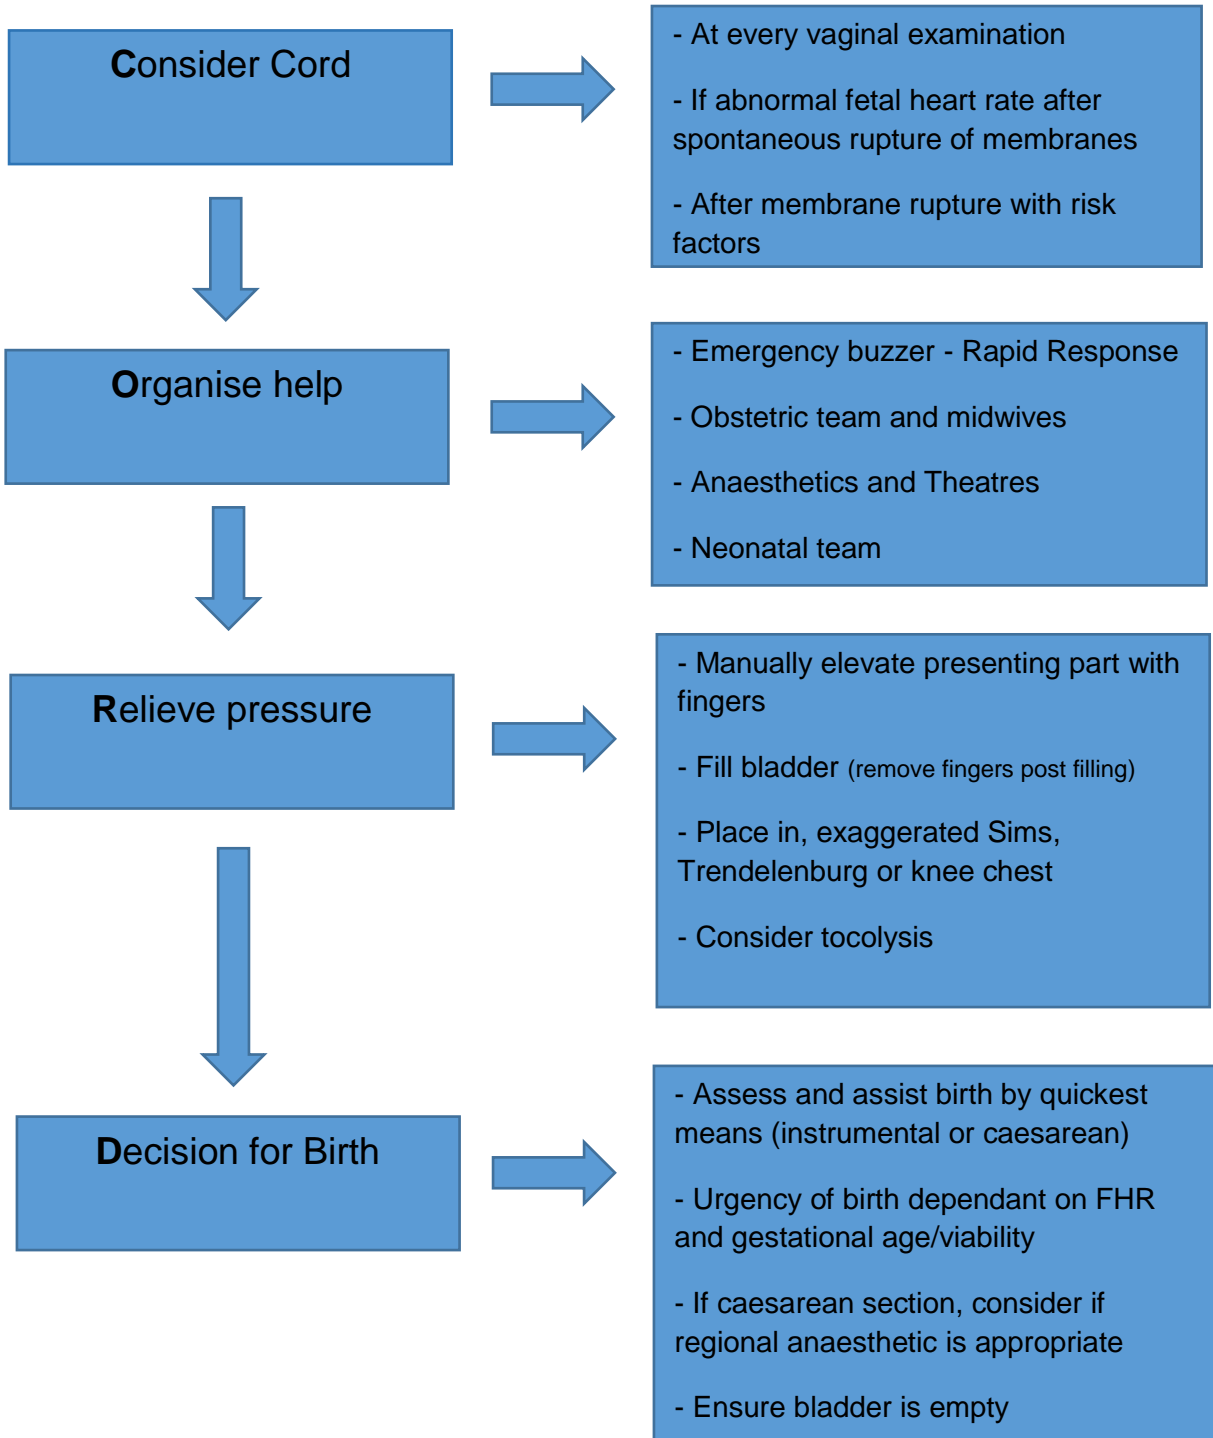 Consider Cord
- At every vaginal examination
- If abnormal fetal heart rate after
spontaneous rupture of membranes
- After membrane rupture with risk
factors
Organise help
- Emergency buzzer - Rapid Response
- Obstetric team and midwives
- Anaesthetics and Theatres
- Neonatal team
Relieve pressure
- Manually elevate presenting part with
fingers
- Fill bladder (remove fingers post filling)
- Place in, exaggerated Sims,
Trendelenburg or knee chest
- Consider tocolysis
Decision for Birth
- Assess and assist birth by quickest
means (instrumental or caesarean)
- Urgency of birth dependant on FHR
and gestational age/viability
- If caesarean section, consider if
regional anaesthetic is appropriate
- Ensure bladder is empty